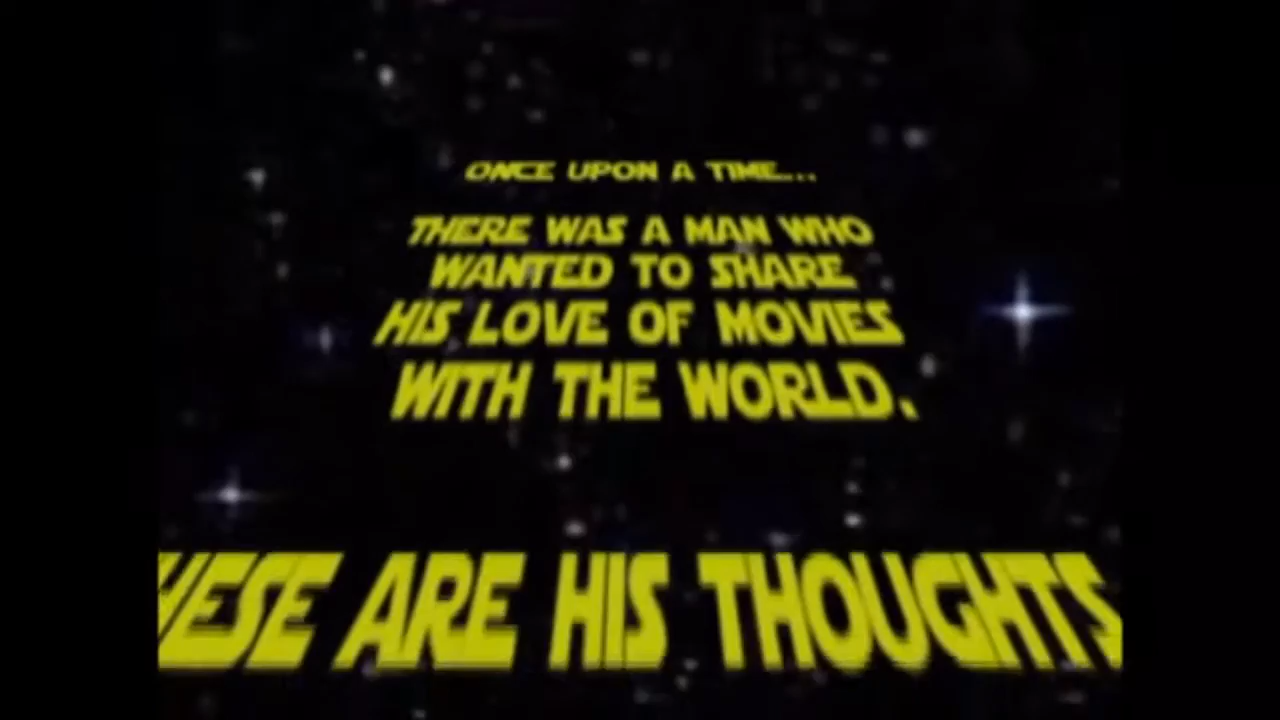 ONCE UPON A TIME...
THERE WAS A MAN WHO
WANTED TO SHARE
HIS LOVE OF MOVIES
WITH THE WORLD.
HESE ARE HIS THOUGHTS